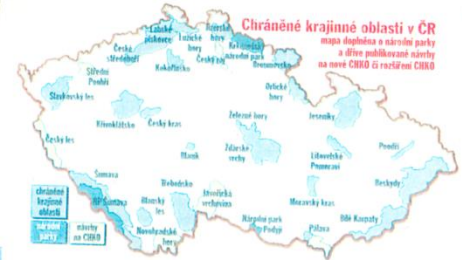 Chráněné krajinné oblasti v ČR
mapa doplněna o národní parky
a dříve publikované návrhy
na nové CHKO či rozšíření CHKO
Labské
pískovce
Lužické
hory
Jizerské
hory
České
středohoří
Kokořínsko
Český ráj
Krkonošský
národní park
Broumovsko
Střední
Poohří
Slavkovský les
Orlické
hory
Křivoklátsko
Český kras
Železné hory
Jeseníky
Český les
Blaník
Žďárské
vrchy
Litovelské
Pomoraví
Poodří
Šumava
NP Šumava
Třeboňsko
Blanský
les
Novohradské
hory
Moravský kras
Beskydy
Národní park
Podyjí
Pálava
Bílé Karpaty
chráněné
krajinné
oblasti
národní
parky
návrhy
na CHKO